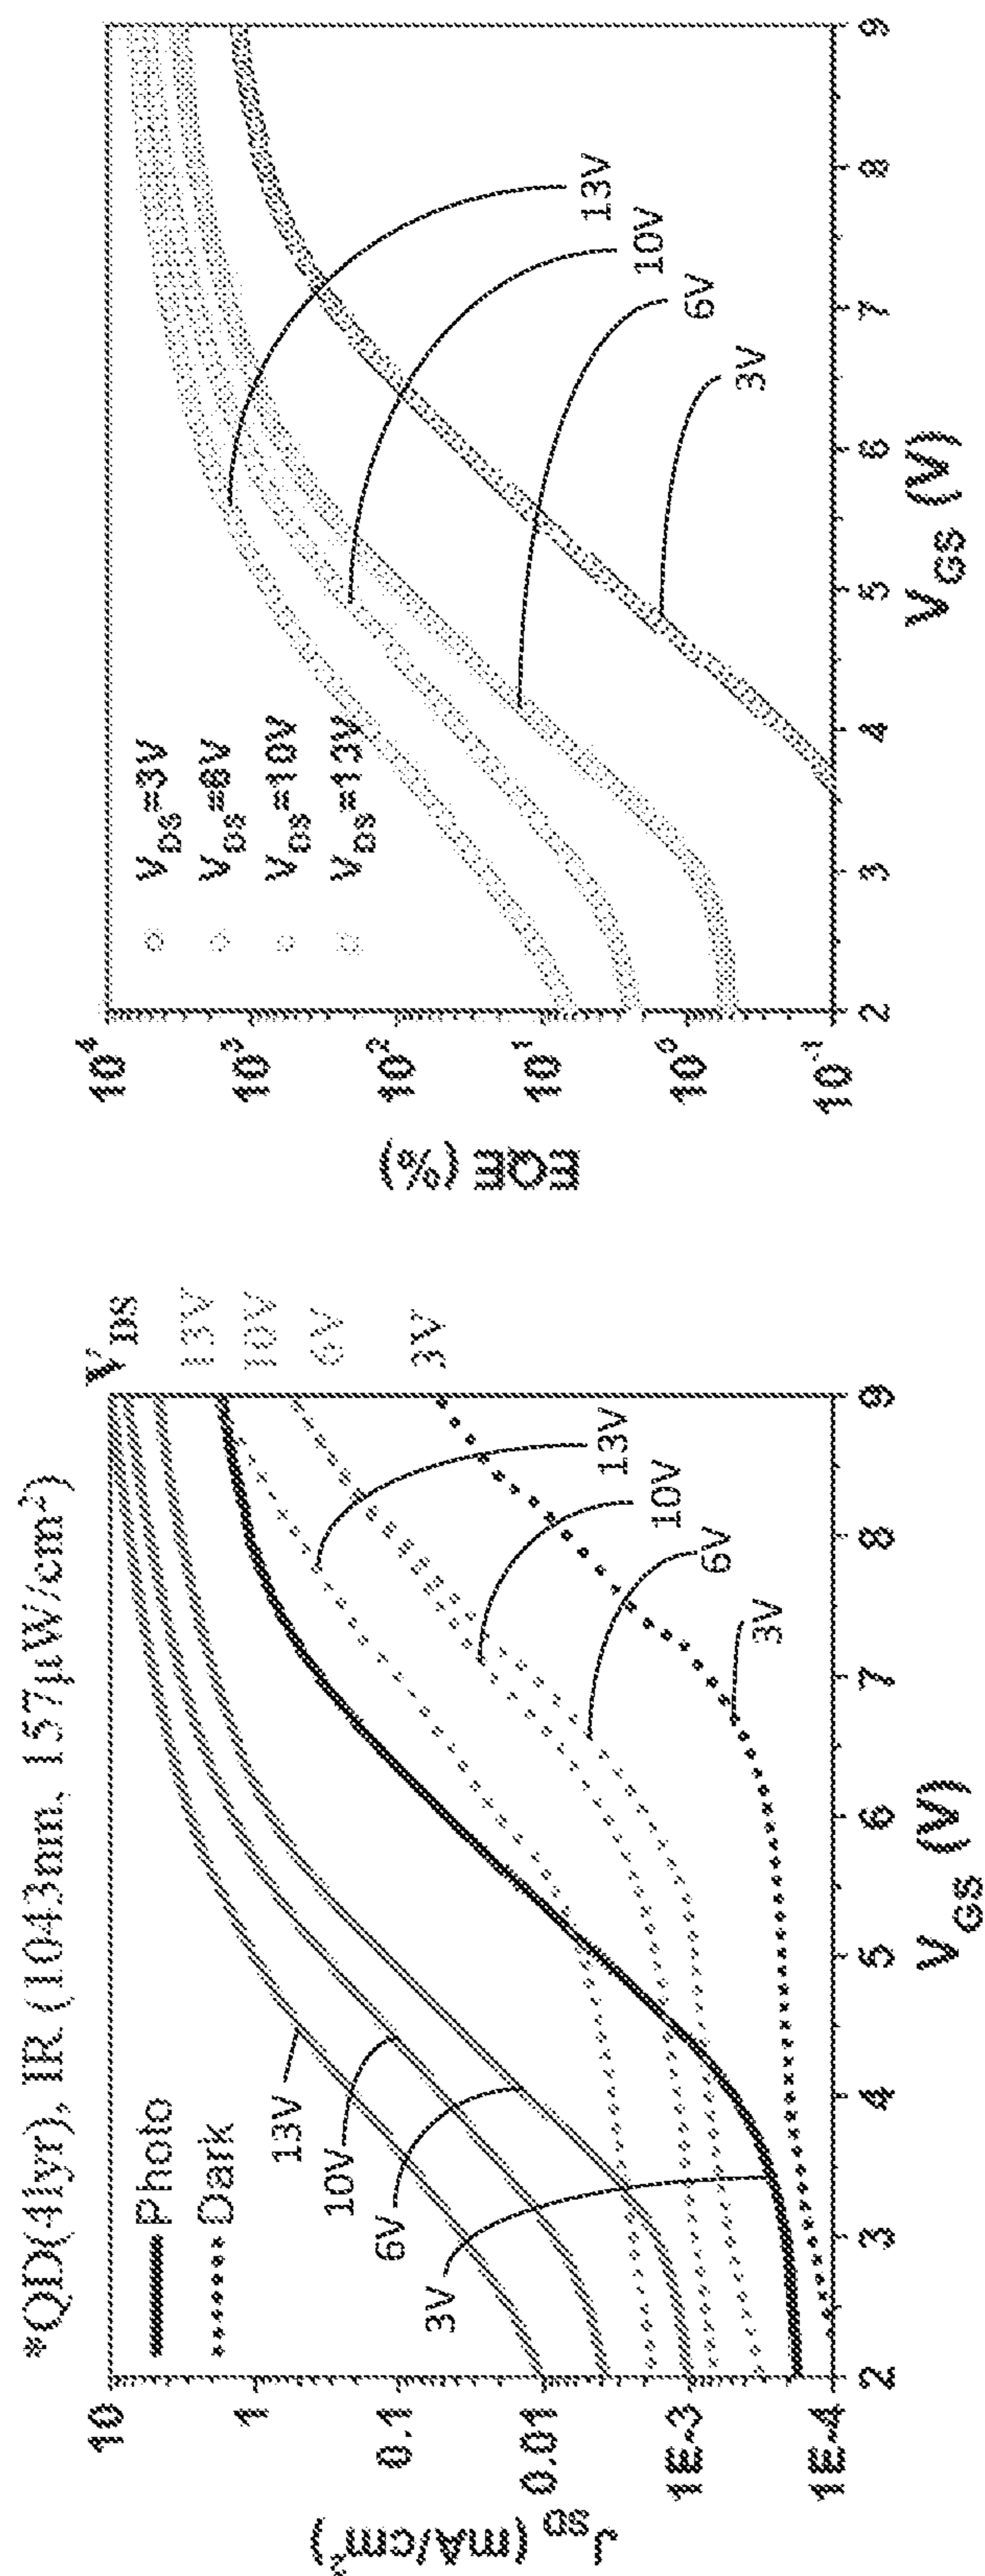 *QD(4lyr), IR (1043nm, 157μW/cm²)
Photo
Dark
13V
10V
6V
3V
V_DS
13V
10V
6V
3V
13V
10V
6V
3V
10
1
0.1
0.01
1E-3
1E-4
J_SD (mA/cm²)
2 3 4 5 6 7 8 9
V_GS (V)
V_DS=3V
V_DS=6V
V_DS=10V
V_DS=13V
13V
10V
6V
3V
10⁴
10³
10²
10¹
10⁰
10⁻¹
EQE (%)
2 3 4 5 6 7 8 9
V_GS (V)